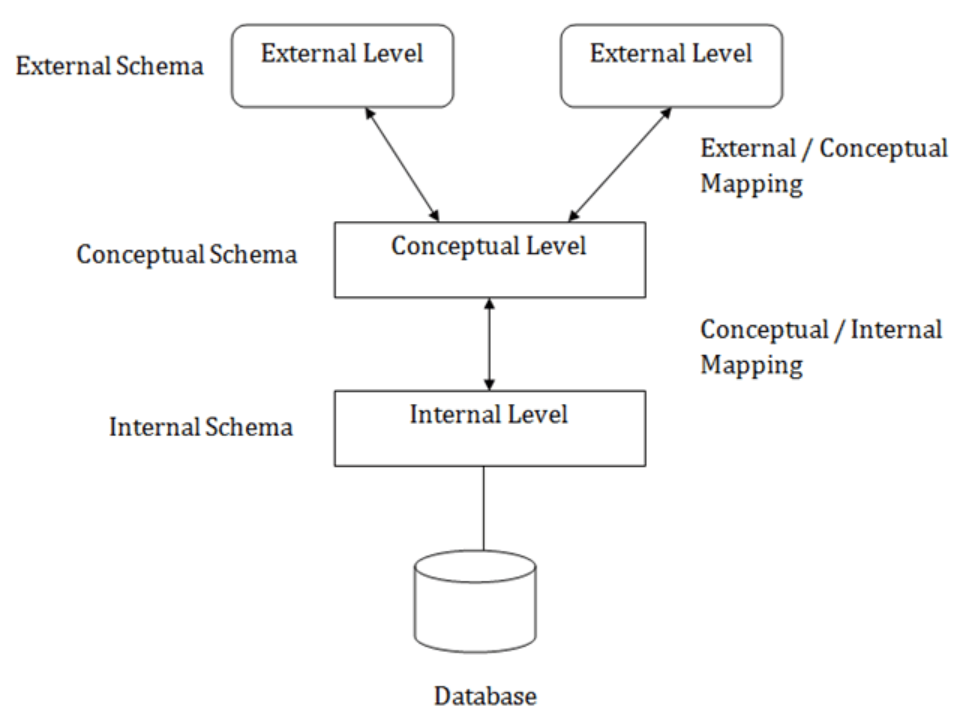 External Schema
External Level
External Level
External / Conceptual
Mapping
Conceptual Schema
Conceptual Level
Conceptual / Internal
Mapping
Internal Schema
Internal Level
Database